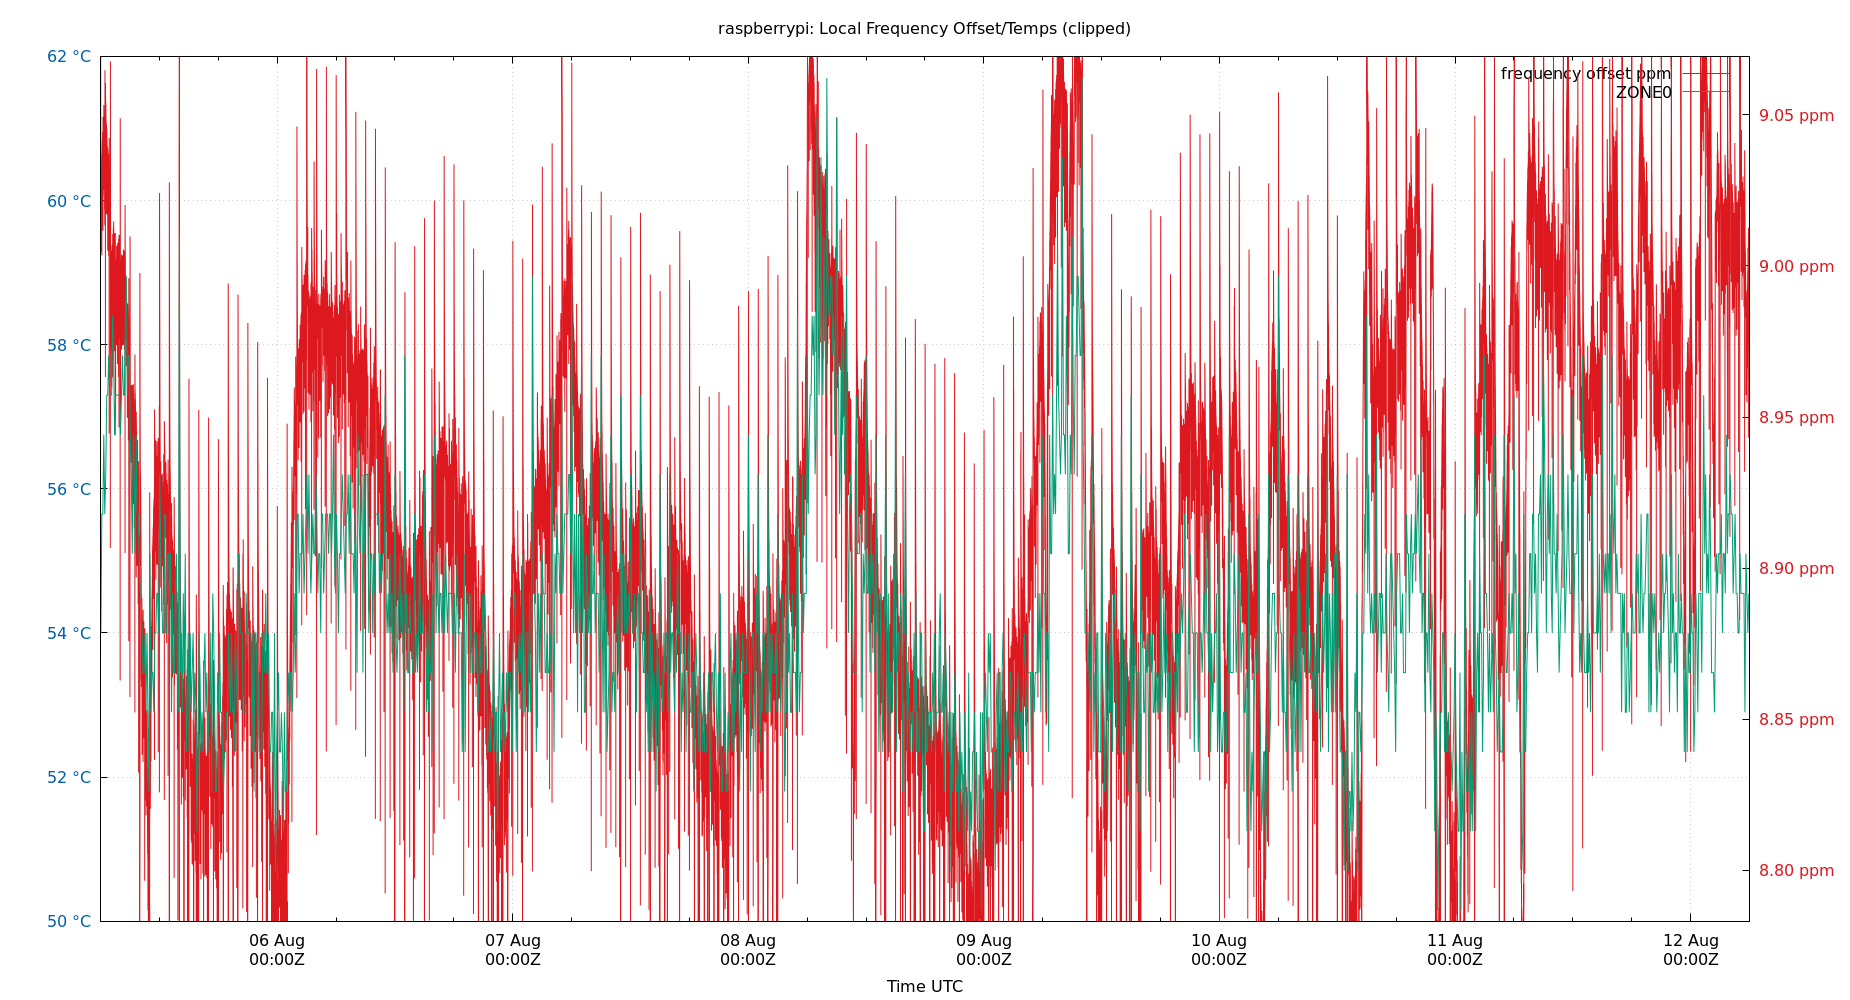 raspberrypi: Local Frequency Offset/Temps (clipped)
frequency offset ppm
ZONE0
62 °C
60 °C
58 °C
56 °C
54 °C
52 °C
50 °C
9.05 ppm
9.00 ppm
8.95 ppm
8.90 ppm
8.85 ppm
8.80 ppm
06 Aug
00:00Z
07 Aug
00:00Z
08 Aug
00:00Z
09 Aug
00:00Z
10 Aug
00:00Z
11 Aug
00:00Z
12 Aug
00:00Z
Time UTC